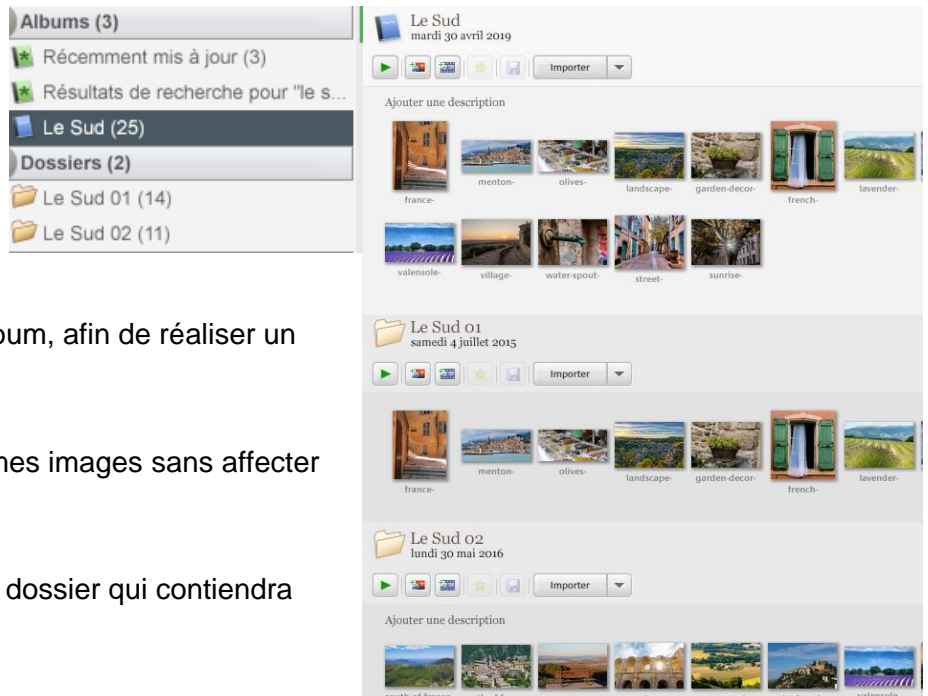 Albums (3)
Récemment mis à jour (3)
Résultats de recherche pour "le s...
Le Sud (25)
Dossiers (2)
Le Sud 01 (14)
Le Sud 02 (11)
bum, afin de réaliser un
nes images sans affecter
dossier qui contiendra
Le Sud
mardi 30 avril 2019
Importer
Ajouter une description
france- menton- olives- landscape- garden-decor- french- lavender-
valensole- village- water-spout- street- sunrise-
Le Sud 01
samedi 4 juillet 2015
Importer
france- menton- olives- landscape- garden-decor- french- lavender-
Le Sud 02
lundi 30 mai 2016
Importer
Ajouter une description
valensole